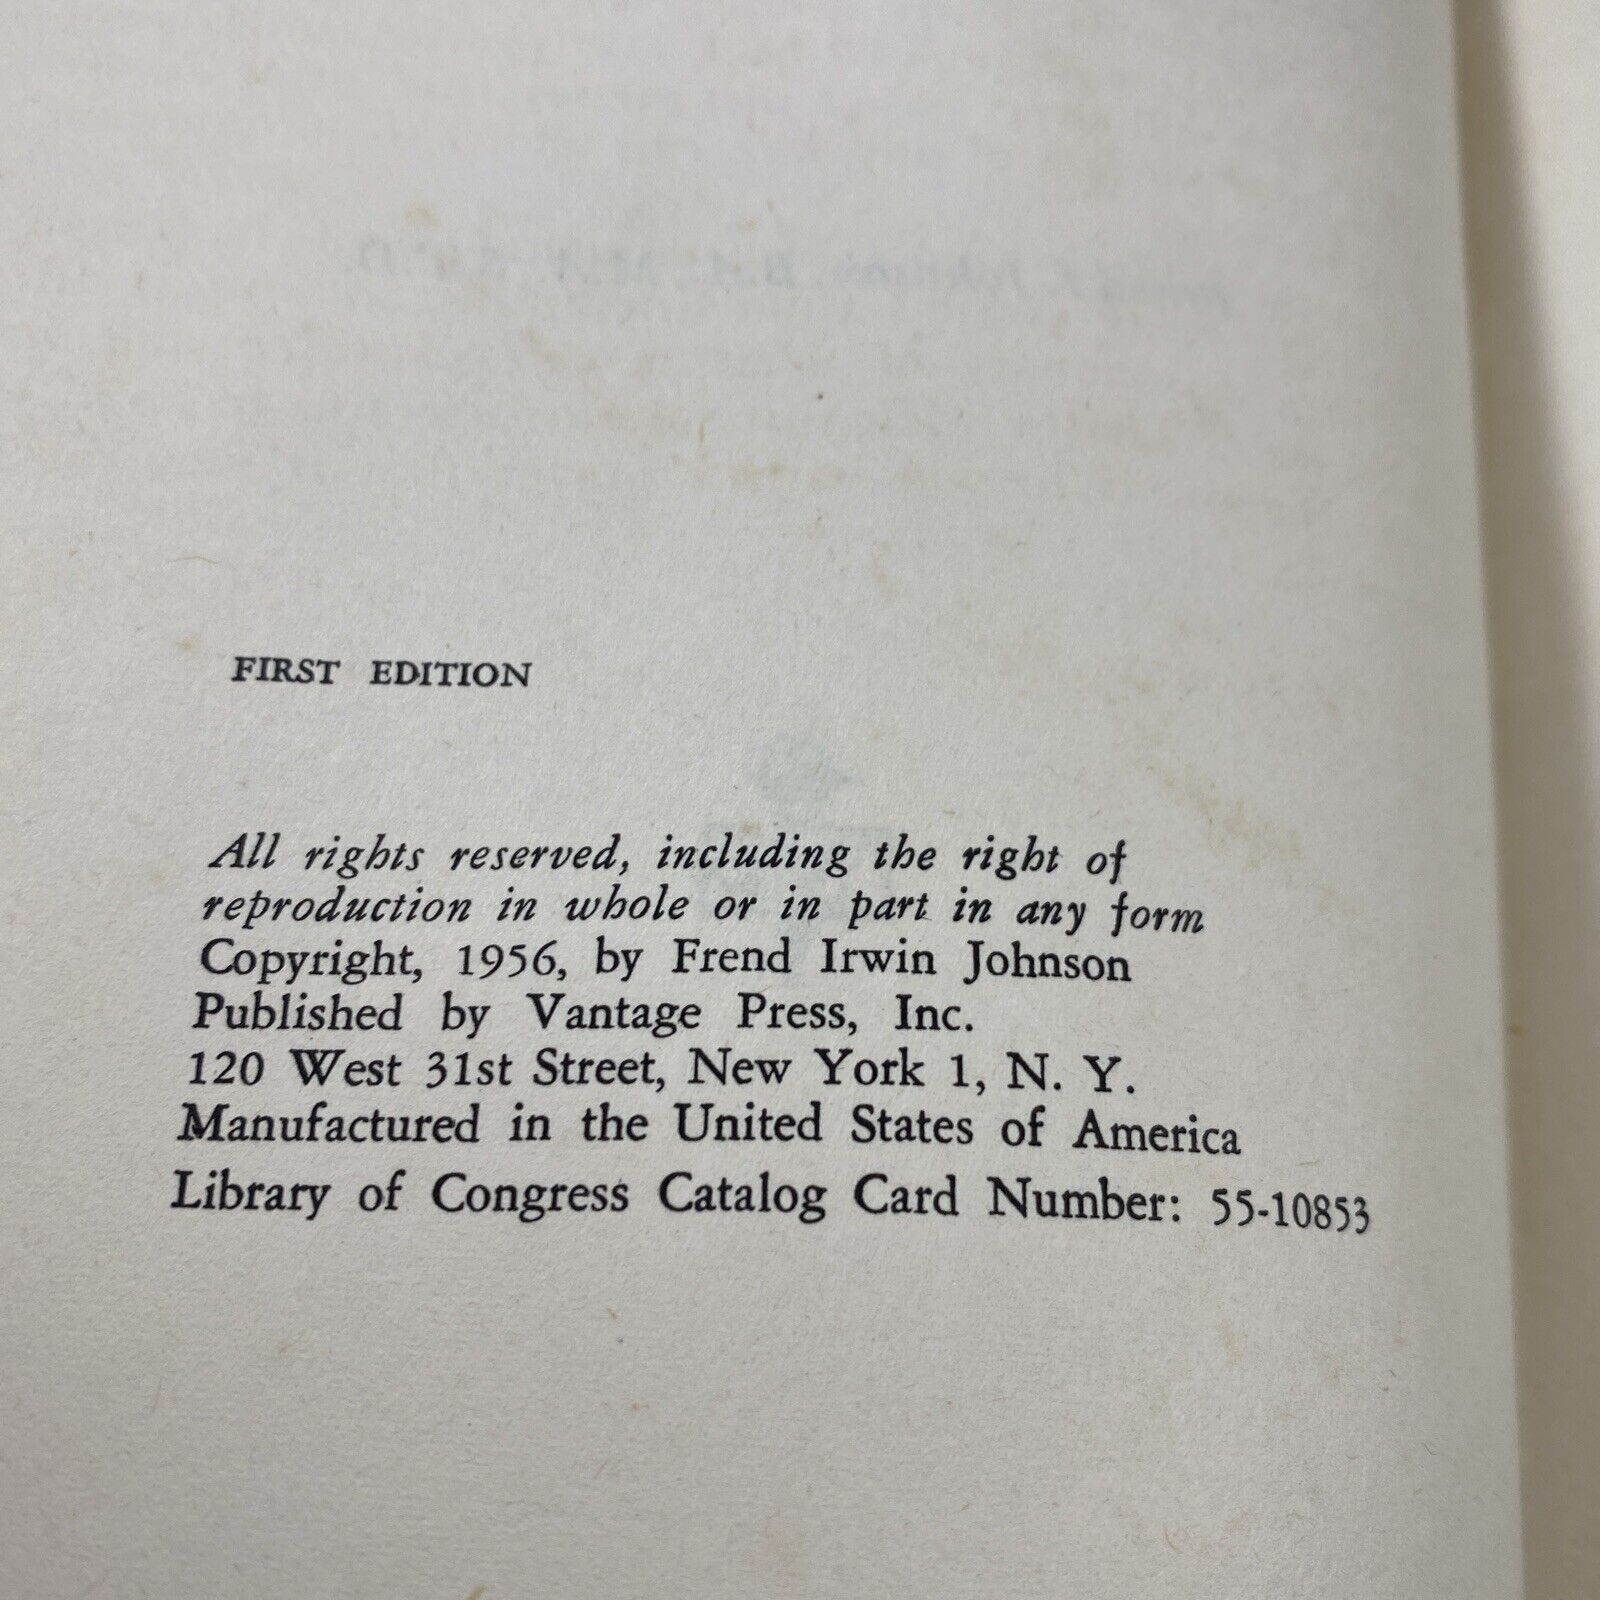 FIRST EDITION
All rights reserved, including the right of
reproduction in whole or in part in any form
Copyright, 1956, by Frend Irwin Johnson
Published by Vantage Press, Inc.
120 West 31st Street, New York 1, N. Y.
Manufactured in the United States of America
Library of Congress Catalog Card Number: 55-10853